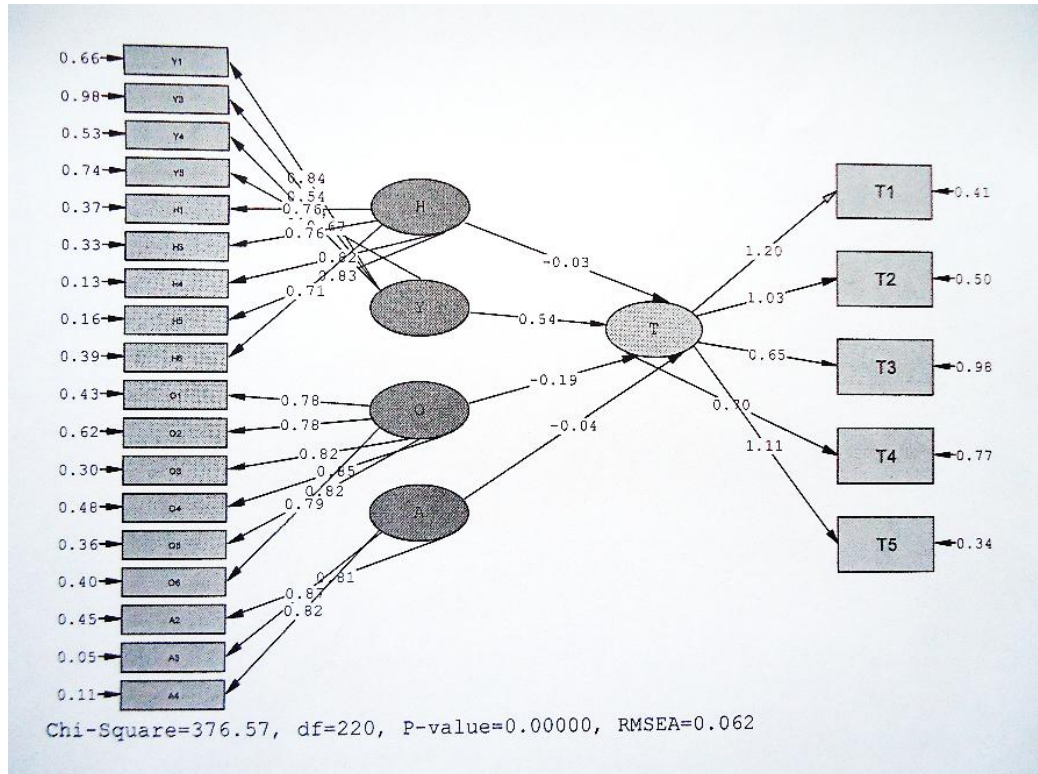 0.66 Y1
0.98 Y3
0.53 Y4
0.74 Y5
0.37 H1
0.33 H3
0.13 H4
0.16 H5
0.39 H6
0.43 O1
0.62 O2
0.30 O3
0.48 O4
0.36 O5
0.40 O6
0.45 A2
0.05 A3
0.11 A4
0.84
0.54
0.76
0.76
0.82
0.83
0.71
0.78
0.78
0.82
0.85
0.82
0.79
0.81
0.82
H
Y
O
A
-0.03
0.54
-0.19
-0.04
T
1.20
1.03
0.65
0.70
1.11
T1 0.41
T2 0.50
T3 0.98
T4 0.77
T5 0.34
Chi-Square=376.57, df=220, P-value=0.00000, RMSEA=0.062